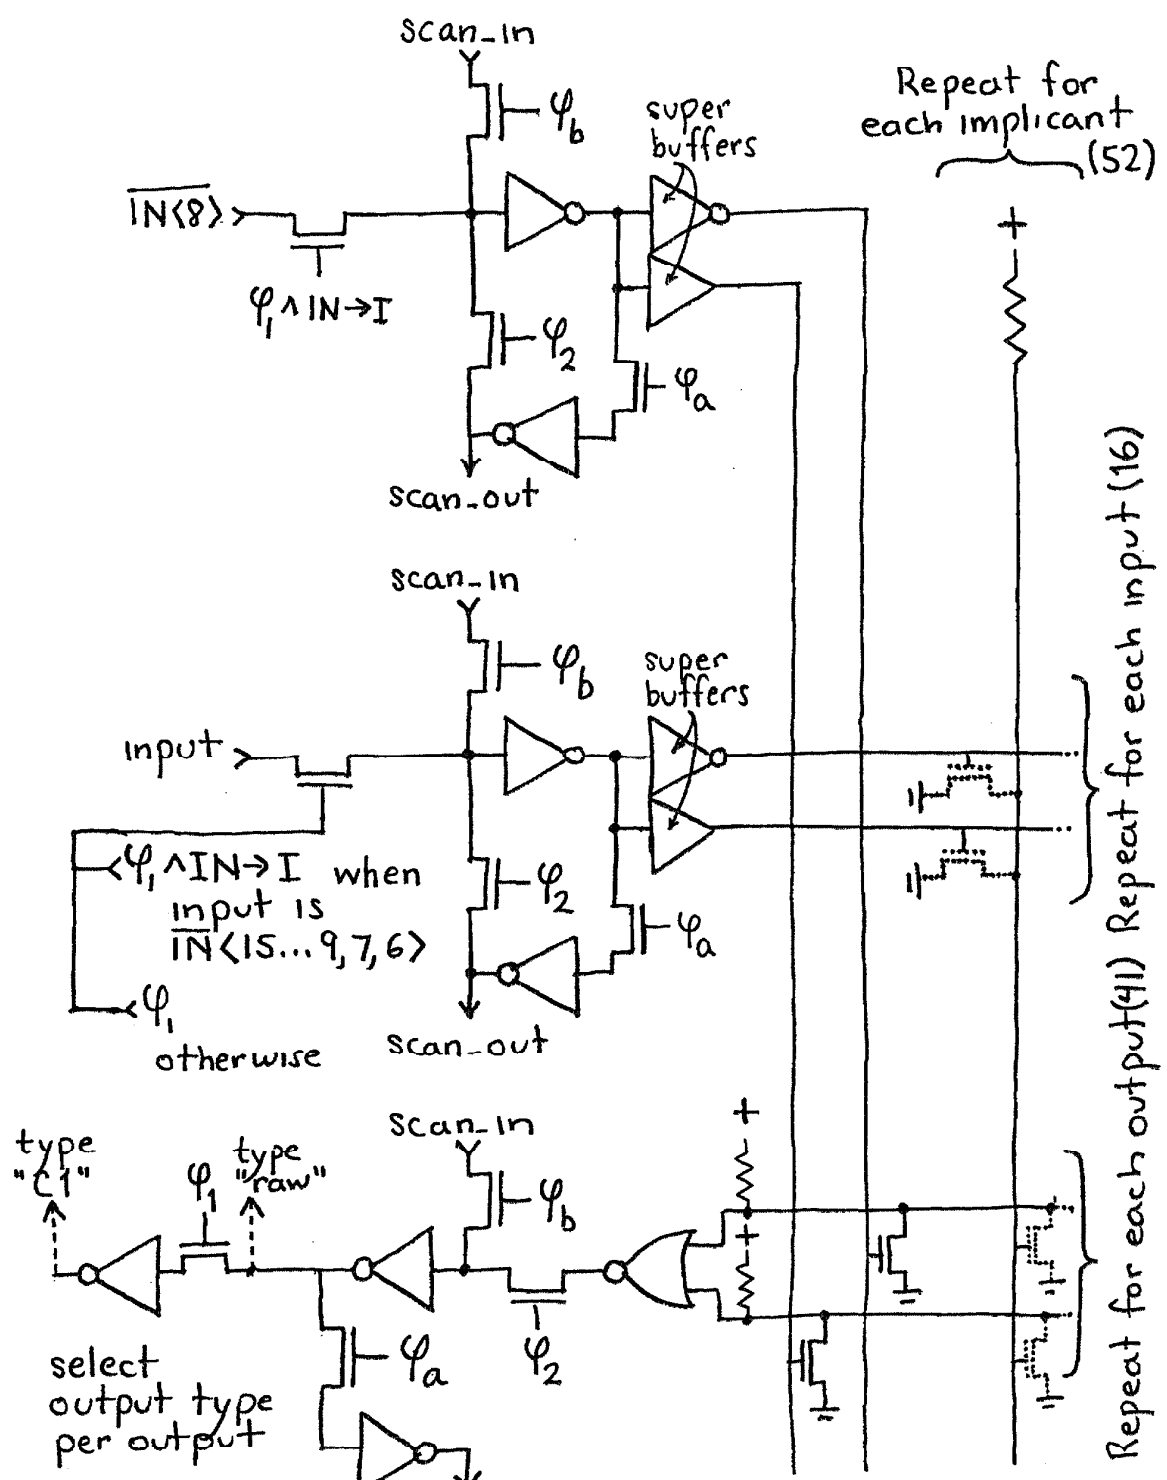 scan_in
φb
super
buffers
Repeat for
each implicant
(52)
+
IN<8>
φ1 ∧ IN→I
φ2
φa
scan_out
scan_in
φb
super
buffers
input
φ1 ∧ IN→I when
input is
IN<15...9,7,6>
φ1
otherwise
φ2
φa
scan_out
Repeat for each input (16)
scan_in
φb
+
+
type
"C1"
φ1
type
"raw"
φ2
φa
select
output type
per output
Repeat for each output (41)